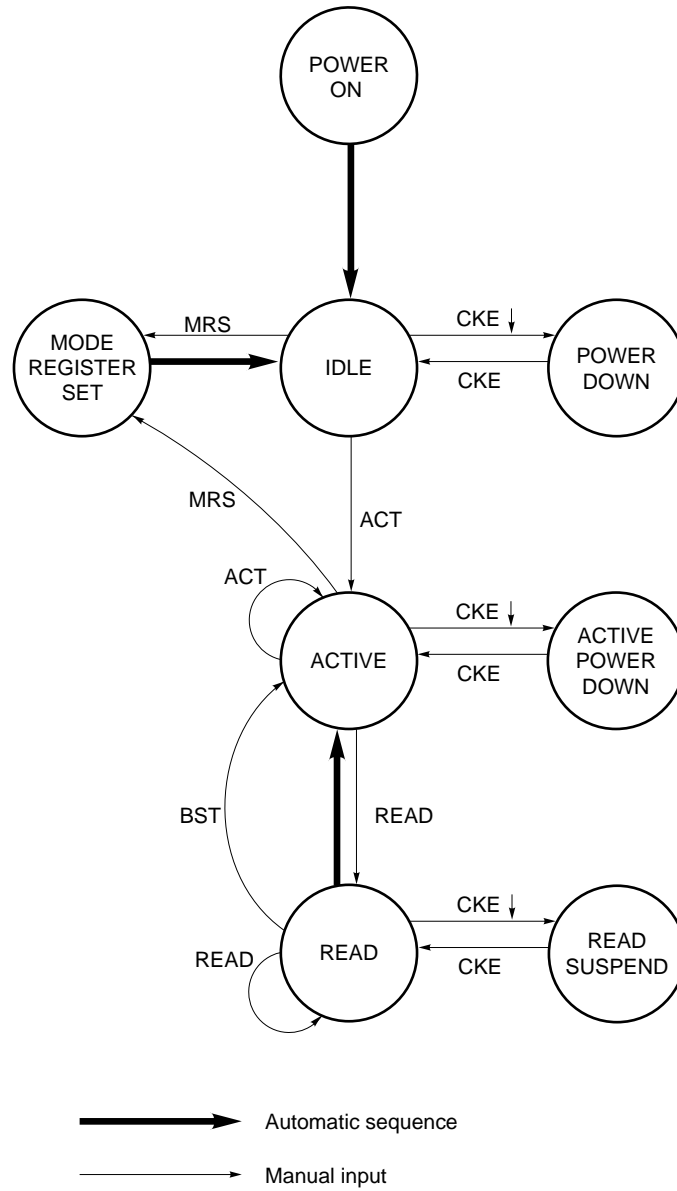 POWER
ON
MRS
CKE ↓
MODE
REGISTER
SET
IDLE
POWER
DOWN
CKE
MRS
ACT
ACT
CKE ↓
ACTIVE
ACTIVE
POWER
DOWN
CKE
BST
READ
CKE ↓
READ
READ
READ
SUSPEND
CKE
Automatic sequence
Manual input